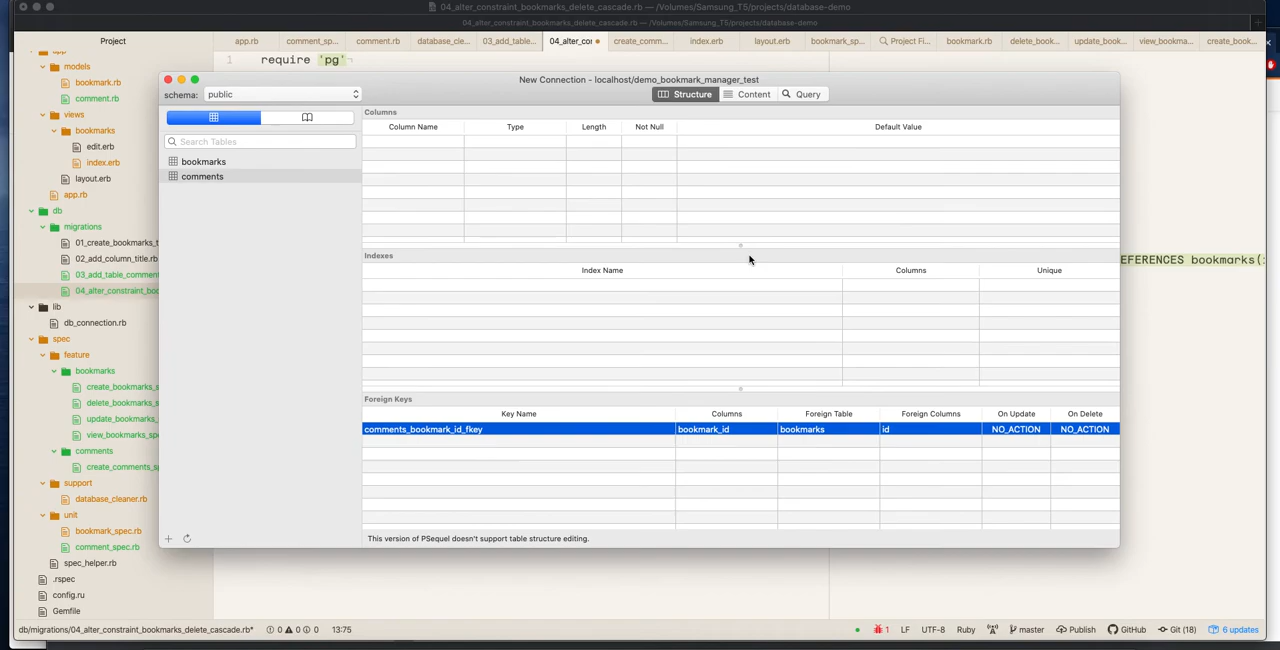 04_alter_constraint_bookmarks_delete_cascade.rb — /Volumes/Samsung_T5/projects/database-demo
04_alter_constraint_bookmarks_delete_cascade.rb — /Volumes/Samsung_T5/projects/database-demo
Project
app.rb comment_sp... comment.rb database_cle... 03_add_table... 04_alter_co create_comm... index.erb layout.erb bookmark_sp... Project Fi... bookmark.rb delete_book... update_book... view_bookma... create_book...
app
models
bookmark.rb
comment.rb
views
bookmarks
edit.erb
index.erb
layout.erb
app.rb
db
migrations
01_create_bookmarks_t
02_add_column_title.rb
03_add_table_comment
04_alter_constraint_boo
lib
db_connection.rb
spec
feature
bookmarks
create_bookmarks_s
delete_bookmarks_s
update_bookmarks_
view_bookmarks_spe
comments
create_comments_s
support
database_cleaner.rb
unit
bookmark_spec.rb
comment_spec.rb
spec_helper.rb
.rspec
config.ru
Gemfile
1 require 'pg'¬
EFERENCES bookmarks(
New Connection - localhost/demo_bookmark_manager_test
schema: public
Structure Content Query
Search Tables
bookmarks
comments
Columns
Column Name Type Length Not Null Default Value
Indexes
Index Name Columns Unique
Foreign Keys
Key Name Columns Foreign Table Foreign Columns On Update On Delete
comments_bookmark_id_fkey bookmark_id bookmarks id NO_ACTION NO_ACTION
This version of PSequel doesn't support table structure editing.
db/migrations/04_alter_constraint_bookmarks_delete_cascade.rb* 0 0 0 13:75 1 LF UTF-8 Ruby master Publish GitHub Git (18) 6 updates